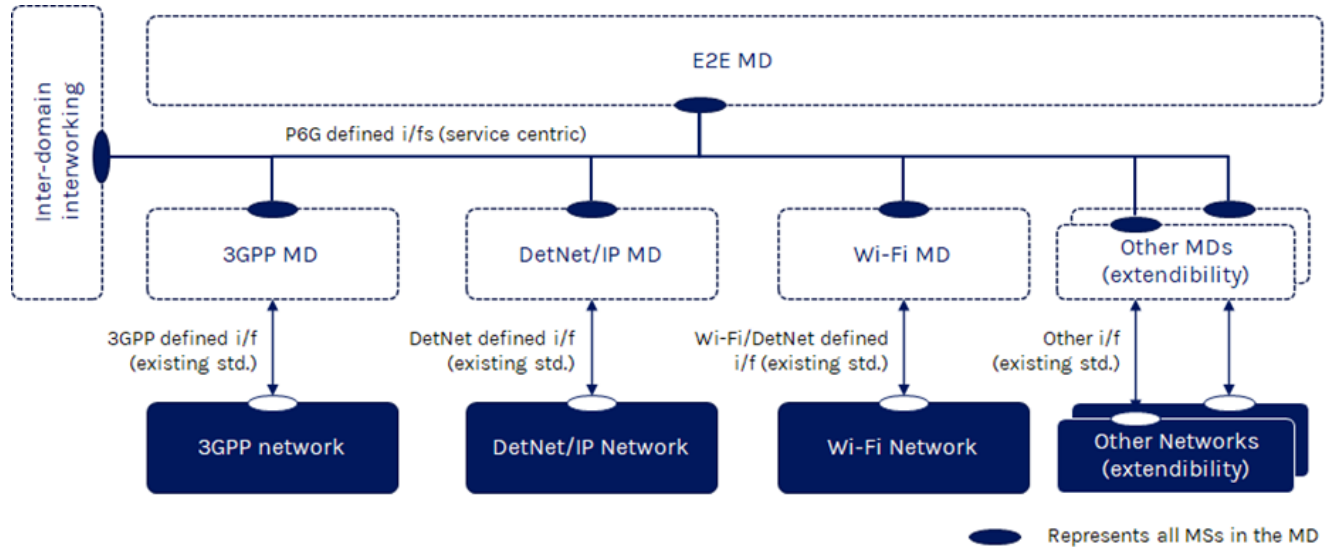 E2E MD
Inter-domain
interworking
P6G defined i/fs (service centric)
3GPP MD
DetNet/IP MD
Wi-Fi MD
Other MDs
(extendibility)
3GPP defined i/f
(existing std.)
DetNet defined i/f
(existing std.)
Wi-Fi/DetNet defined
i/f (existing std.)
Other i/f
(existing std.)
3GPP network
DetNet/IP Network
Wi-Fi Network
Other Networks
(extendibility)
Represents all MSs in the MD